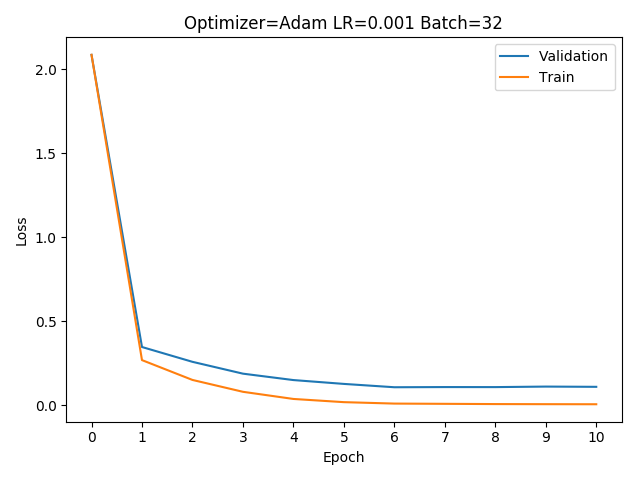 Optimizer=Adam LR=0.001 Batch=32
Validation
Train
2.0
1.5
1.0
0.5
0.0
Loss
0 1 2 3 4 5 6 7 8 9 10
Epoch